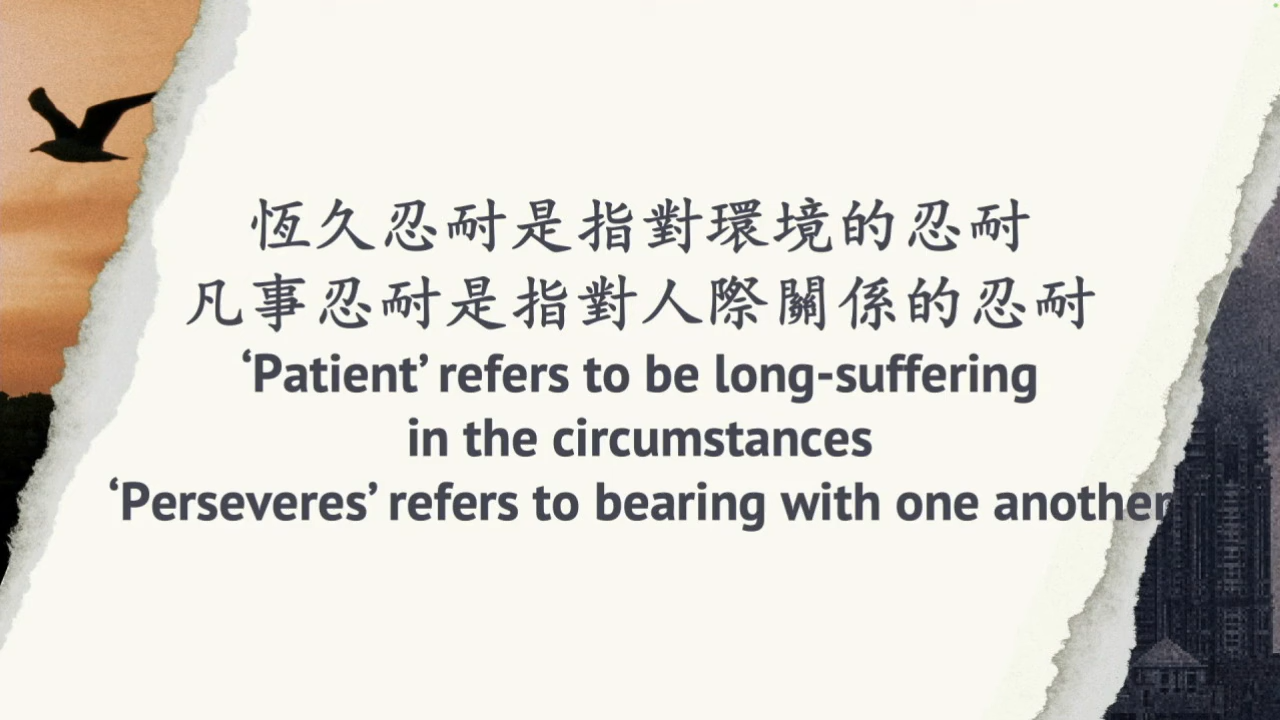 恆久忍耐是指對環境的忍耐
凡事忍耐是指對人際關係的忍耐
‘Patient’ refers to be long-suffering
in the circumstances
‘Perseveres’ refers to bearing with one another